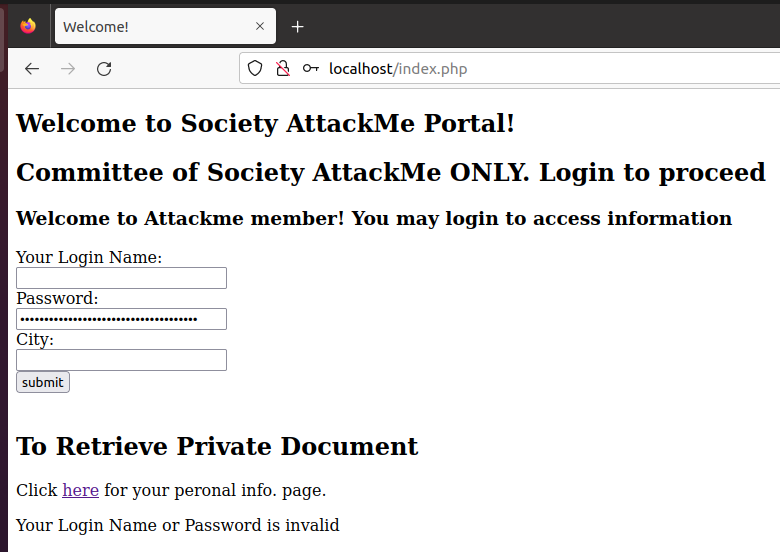 Welcome!
localhost/index.php
Welcome to Society AttackMe Portal!
Committee of Society AttackMe ONLY. Login to proceed
Welcome to Attackme member! You may login to access information
Your Login Name:
Password:
••••••••••••••••••••••••••••••••••••
City:
submit
To Retrieve Private Document
Click here for your peronal info. page.
Your Login Name or Password is invalid